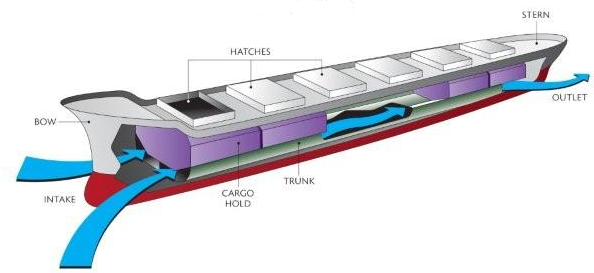 STERN
HATCHES
OUTLET
BOW
TRUNK
CARGO
HOLD
INTAKE